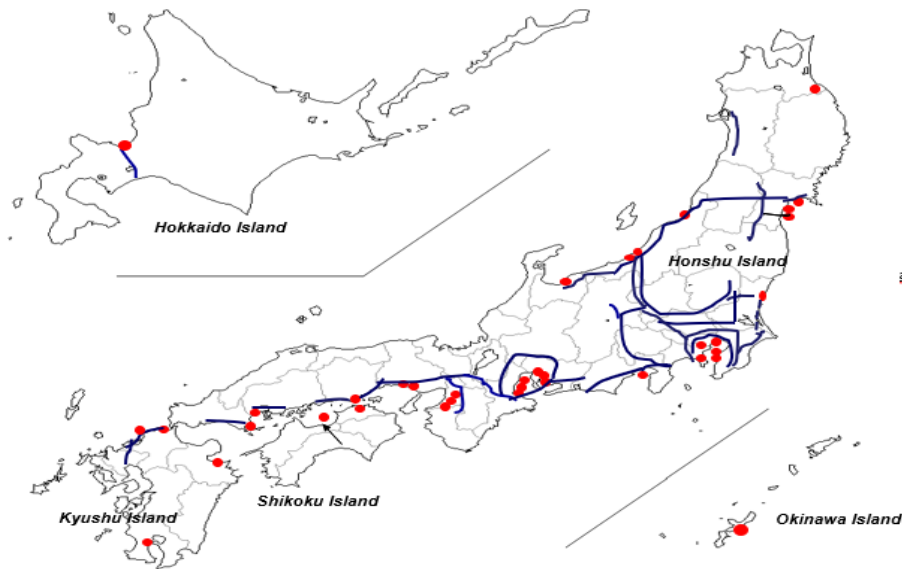 Hokkaido Island
Honshu Island
Shikoku Island
Kyushu Island
Okinawa Island